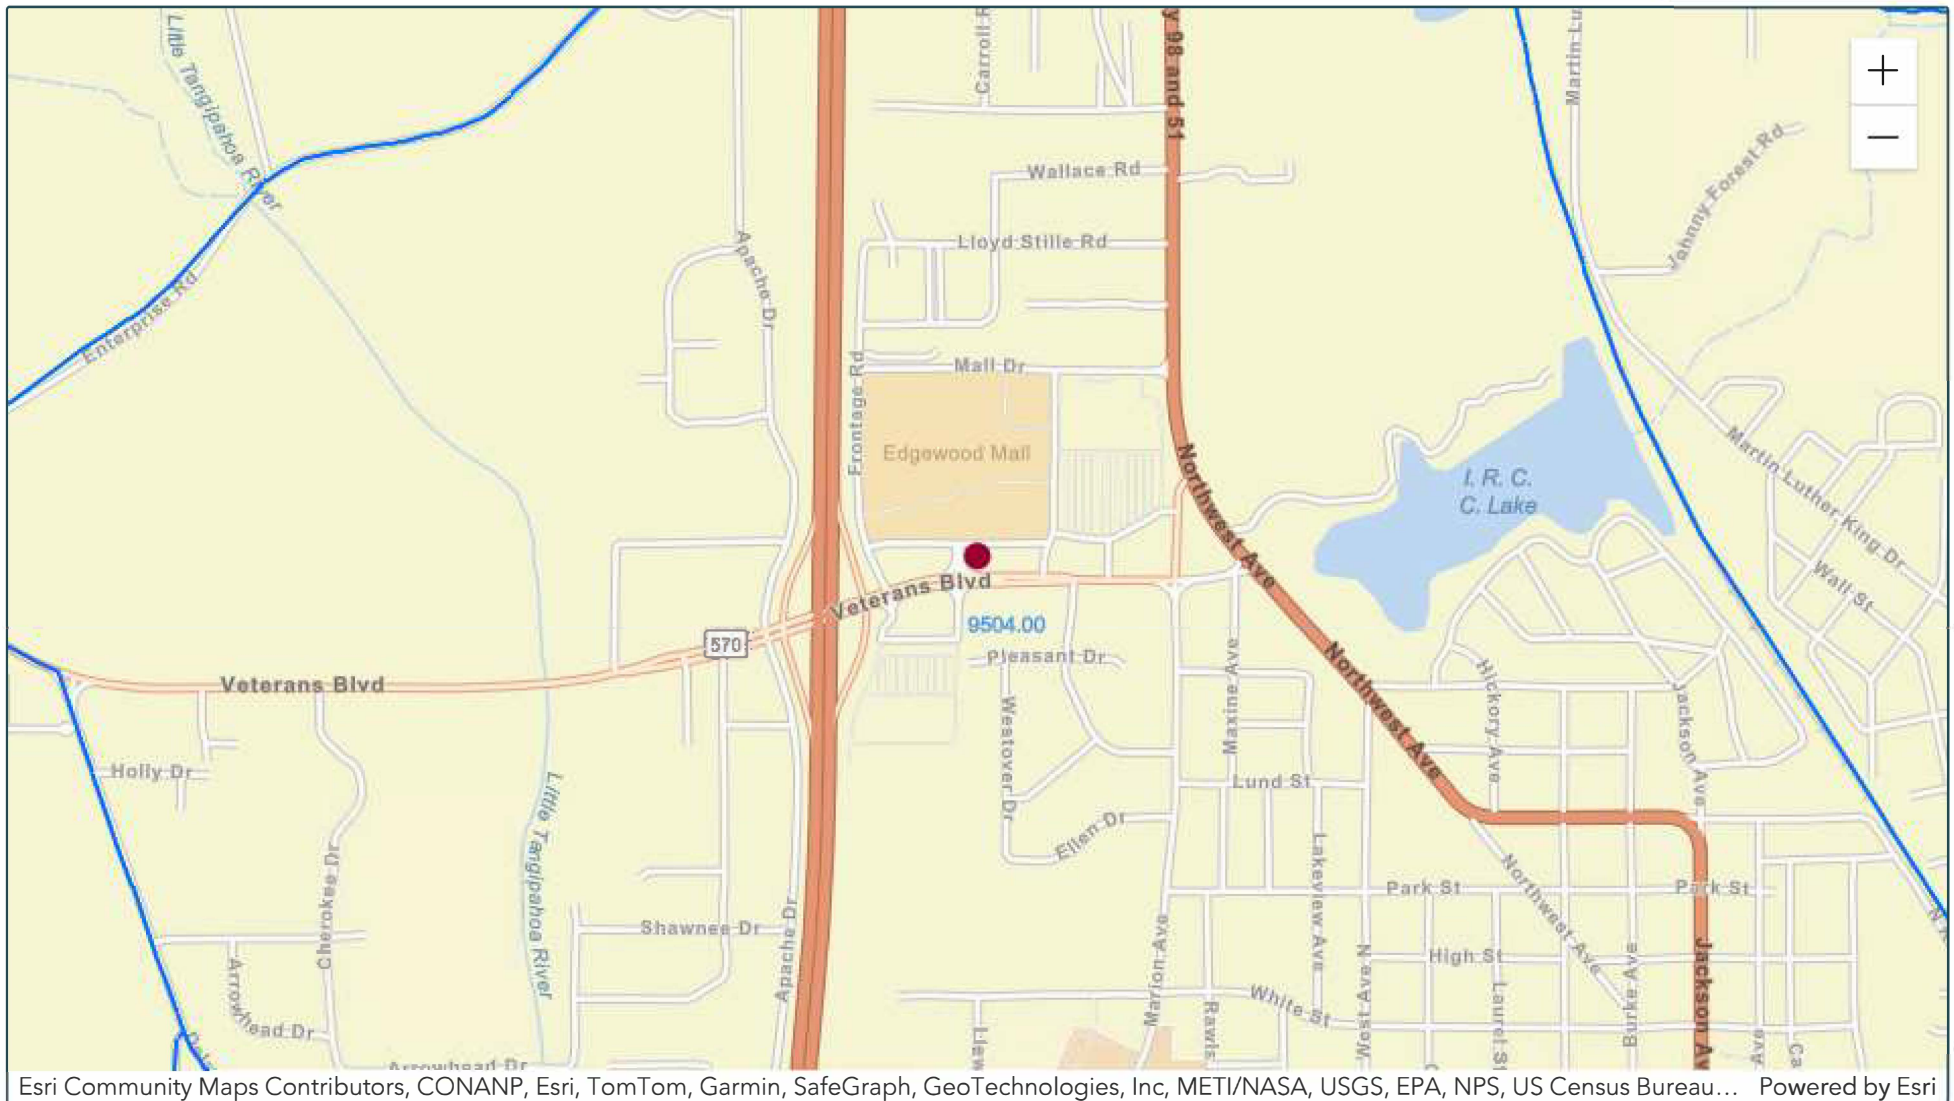 Little Tangipahoa River
Carroll R
y 98 and 51
Martin Lu
+
−
Johnny Forest Rd
Wallace Rd
Lloyd Stille Rd
Apache Dr
Enterprise Rd
Frontage Rd
Mall Dr
Edgewood Mall
Northwest Ave
I. R. C.
C. Lake
Martin Luther King Dr
Wall St
Veterans Blvd
9504.00
570
Pleasant Dr
Veterans Blvd
Westover Dr
Maxine Ave
Northwest Ave
Hickory Ave
Jackson Ave
Holly Dr
Lund St
Little Tangipahoa River
Ellen Dr
Lakeview Ave
Cherokee Dr
Park St
Park St
Northwest Ave
Shawnee Dr
Apache Dr
Marion Ave
West Ave N
High St
Burke Ave
Jackson Av
Arrowhead Dr
White St
Rawls
Laurel St
Llew
Arrowhead Dr
Ave
Ca
Esri Community Maps Contributors, CONANP, Esri, TomTom, Garmin, SafeGraph, GeoTechnologies, Inc, METI/NASA, USGS, EPA, NPS, US Census Bureau… Powered by Esri